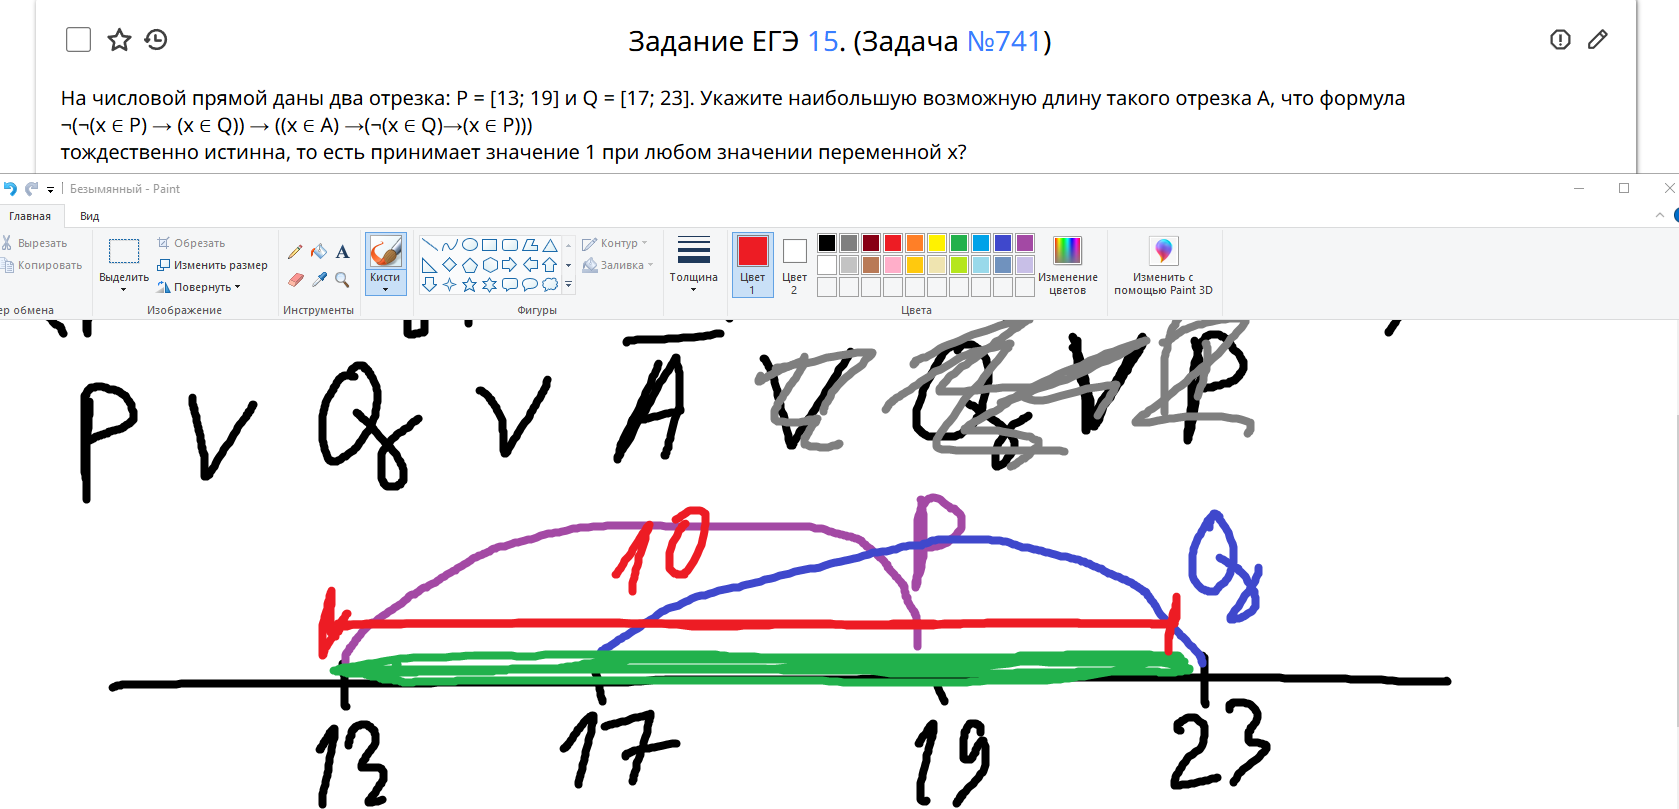 Задание ЕГЭ 15. (Задача №741)
На числовой прямой даны два отрезка: P = [13; 19] и Q = [17; 23]. Укажите наибольшую возможную длину такого отрезка A, что формула
¬(¬(x ∈ P) → (x ∈ Q)) → ((x ∈ A) →(¬(x ∈ Q)→(x ∈ P)))
тождественно истинна, то есть принимает значение 1 при любом значении переменной x?
Безымянный - Paint
Главная Вид
Вырезать
Копировать
ер обмена
Выделить
Обрезать
Изменить размер
Повернуть
Изображение
Инструменты
Кисти
Контур
Заливка
Фигуры
Толщина
Цвет 1
Цвет 2
Изменение цветов
Цвета
Изменить с помощью Paint 3D
P V Q V A V Q V P
10 P Q
13 17 19 23